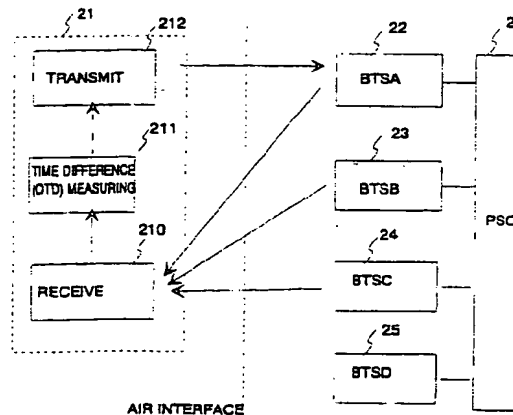 21
212
TRANSMIT
211
TIME DIFFERENCE
(OTD) MEASURING
210
RECEIVE
AIR INTERFACE
22
BTSA
23
BTSB
24
BTSC
25
BTSD
2